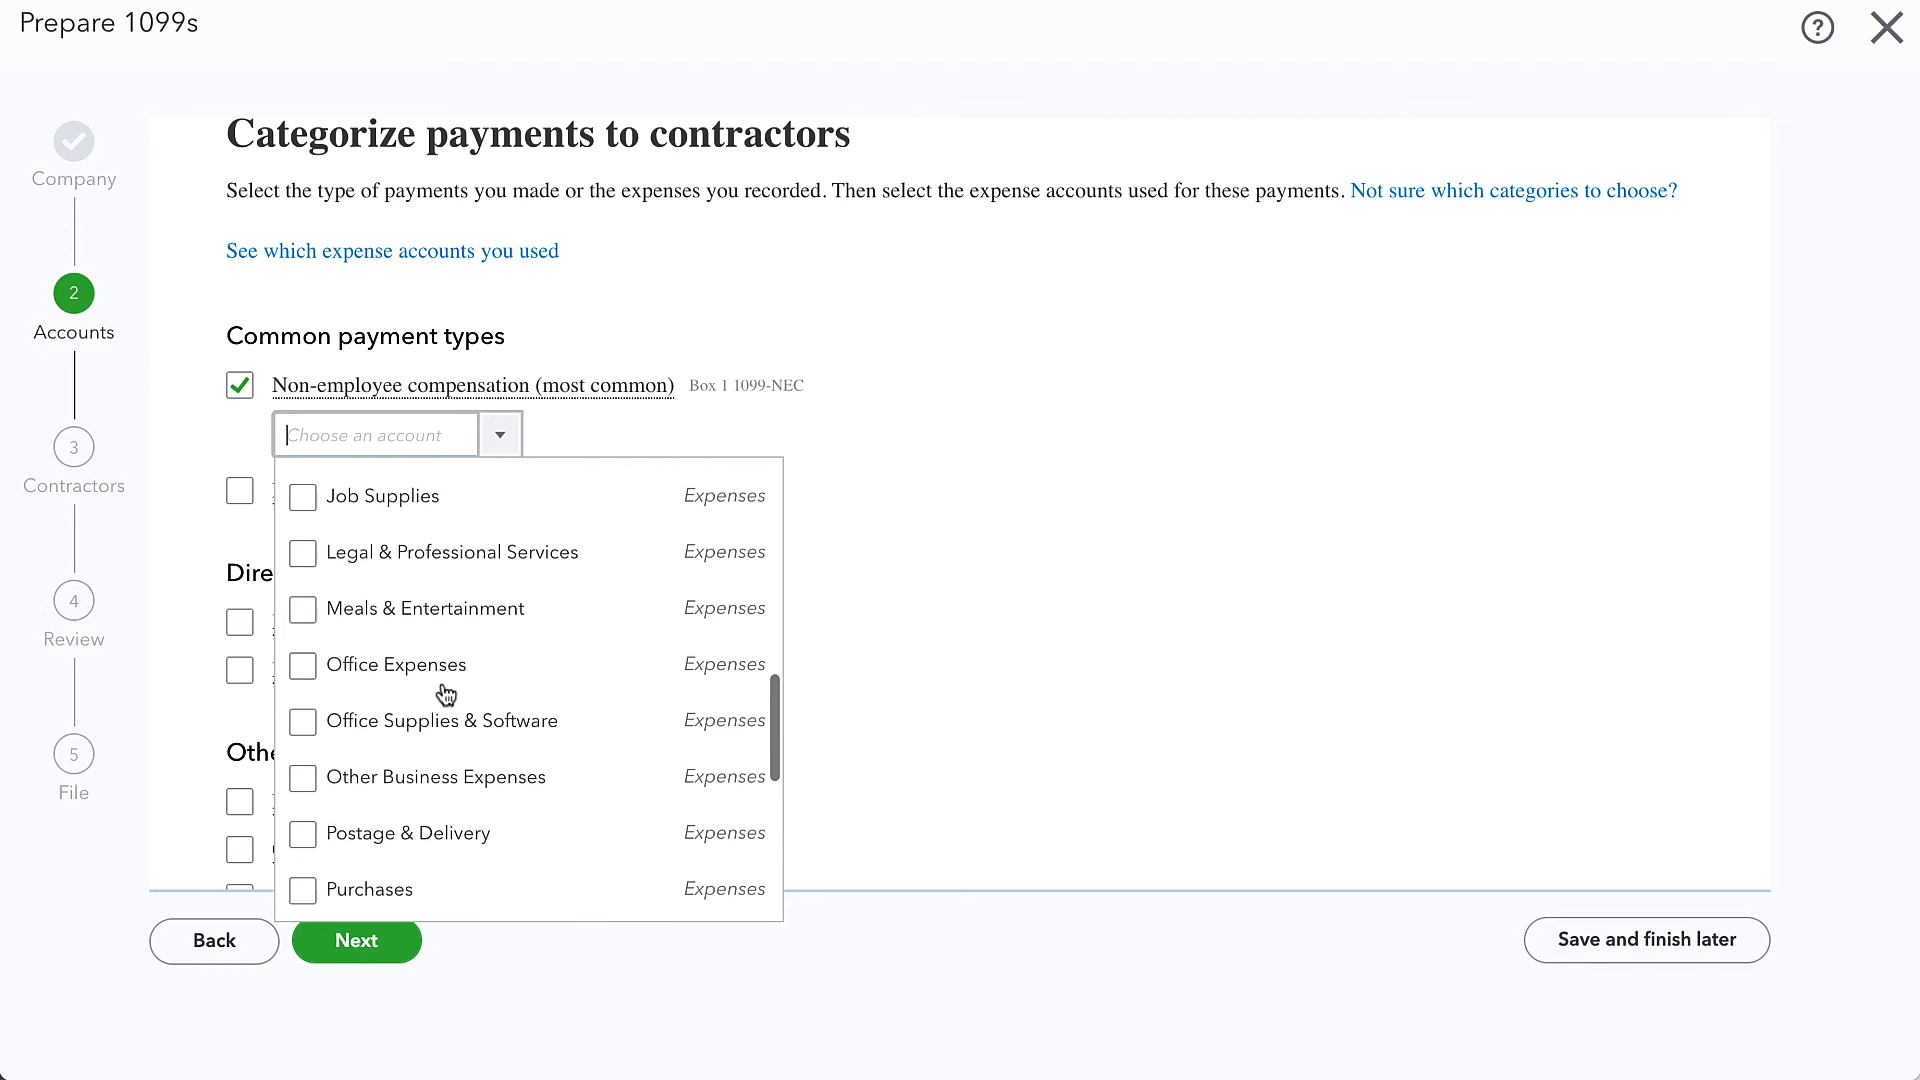 Prepare 1099s
?
Company
2
Accounts
3
Contractors
4
Review
5
File
Categorize payments to contractors
Select the type of payments you made or the expenses you recorded. Then select the expense accounts used for these payments. Not sure which categories to choose?
See which expense accounts you used
Common payment types
Non-employee compensation (most common) Box 1 1099-NEC
Choose an account
Job Supplies Expenses
Legal & Professional Services Expenses
Dire
Meals & Entertainment Expenses
Office Expenses Expenses
Office Supplies & Software Expenses
Othe
Other Business Expenses Expenses
Postage & Delivery Expenses
Purchases Expenses
Back
Next
Save and finish later